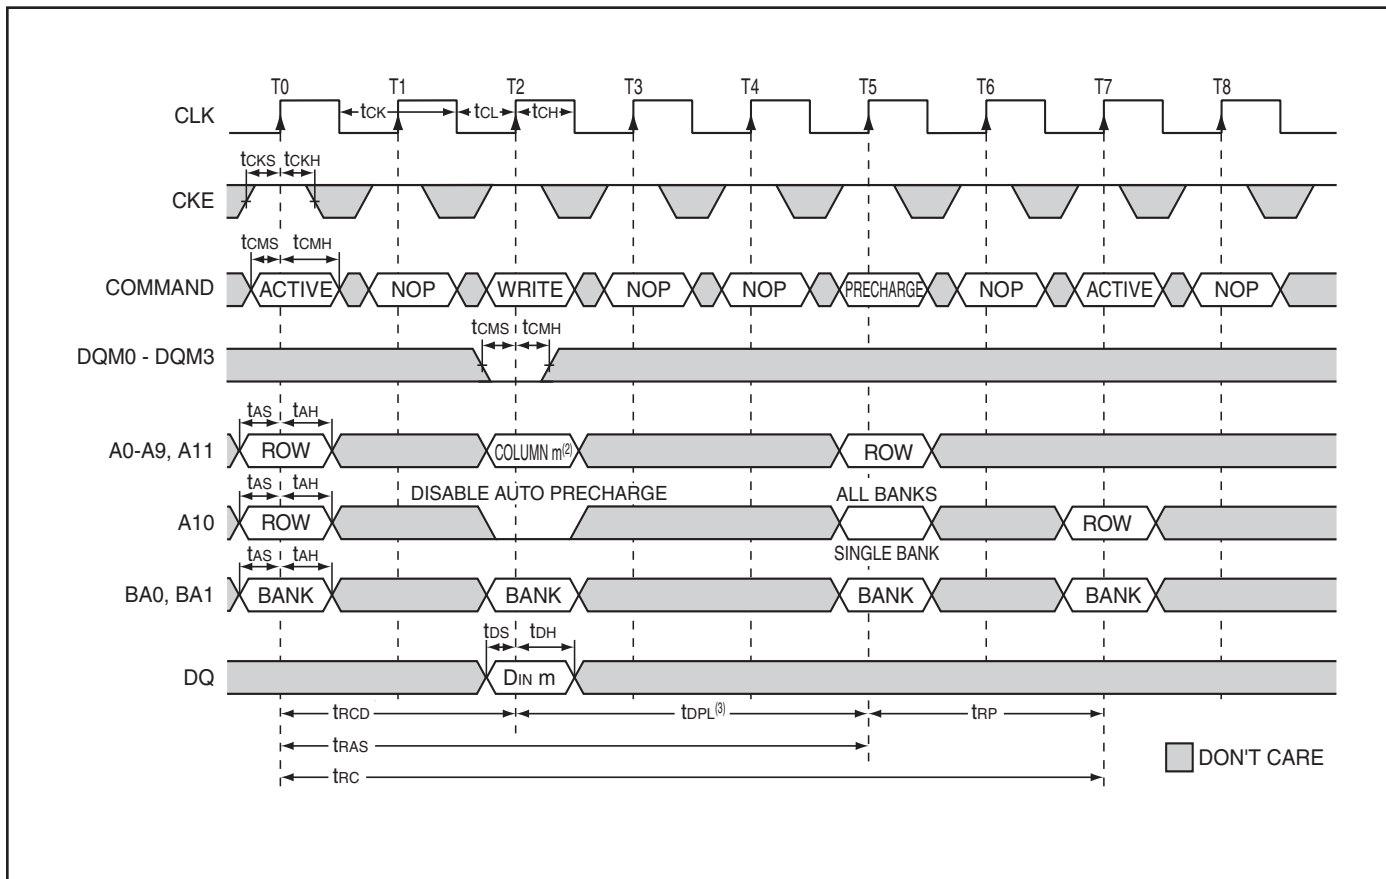 T0 T1 T2 T3 T4 T5 T6 T7 T8
CLK tCK tCL tCH
tCKS tCKH
CKE
tCMS tCMH
COMMAND ACTIVE NOP WRITE NOP NOP PRECHARGE NOP ACTIVE NOP
tCMS tCMH
DQM0 - DQM3
tAS tAH
A0-A9, A11 ROW COLUMN m(2) ROW
tAS tAH DISABLE AUTO PRECHARGE ALL BANKS
A10 ROW ROW
tAS tAH SINGLE BANK
BA0, BA1 BANK BANK BANK BANK
tDS tDH
DQ DIN m
tRCD tDPL(3) tRP
tRAS
DON'T CARE
tRC